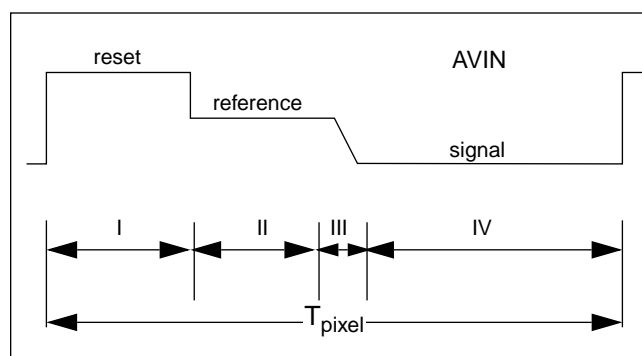 reset
AVIN
reference
signal
I II III IV
Tpixel